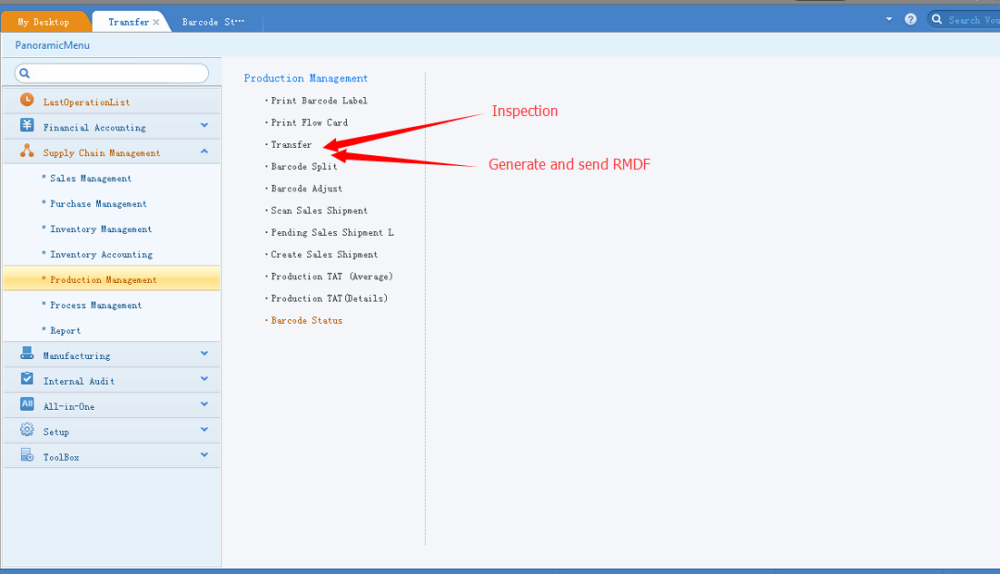 My Desktop
Transfer
Barcode St···
Search Vou
PanoramicMenu
LastOperationList
Financial Accounting
Supply Chain Management
* Sales Management
* Purchase Management
* Inventory Management
* Inventory Accounting
* Production Management
* Process Management
* Report
Manufacturing
Internal Audit
All All-in-One
Setup
ToolBox
Production Management
·Print Barcode Label
·Print Flow Card
·Transfer
·Barcode Split
·Barcode Adjust
·Scan Sales Shipment
·Pending Sales Shipment L
·Create Sales Shipment
·Production TAT (Average)
·Production TAT(Details)
·Barcode Status
Inspection
Generate and send RMDF